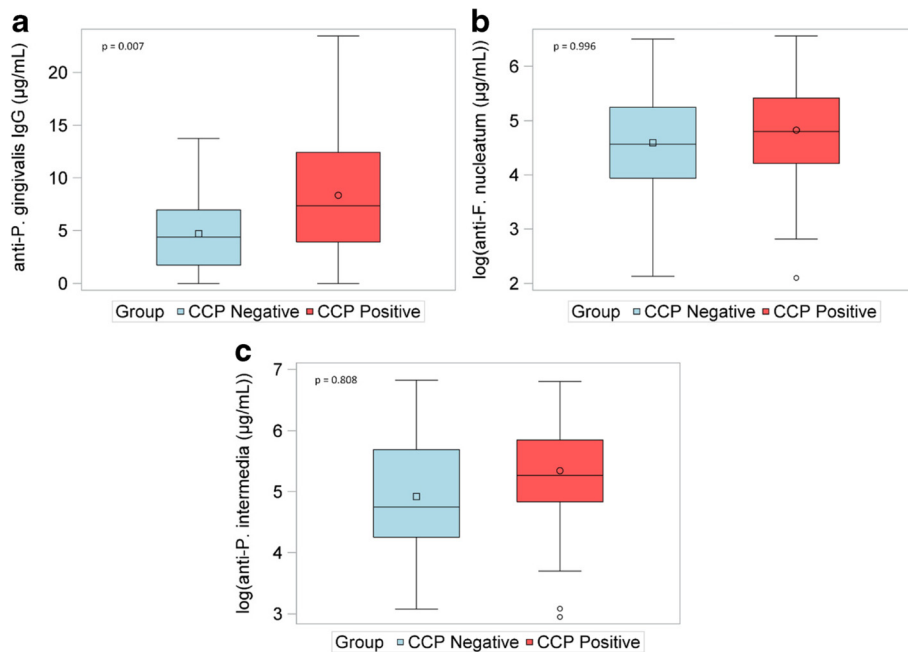 a
p = 0.007
anti-P. gingivalis IgG (µg/mL)
20
15
10
5
0
Group CCP Negative CCP Positive
b
p = 0.996
log(anti-F. nucleatum (µg/mL))
6
5
4
3
2
Group CCP Negative CCP Positive
c
p = 0.808
log(anti-P. intermedia (µg/mL))
7
6
5
4
3
Group CCP Negative CCP Positive